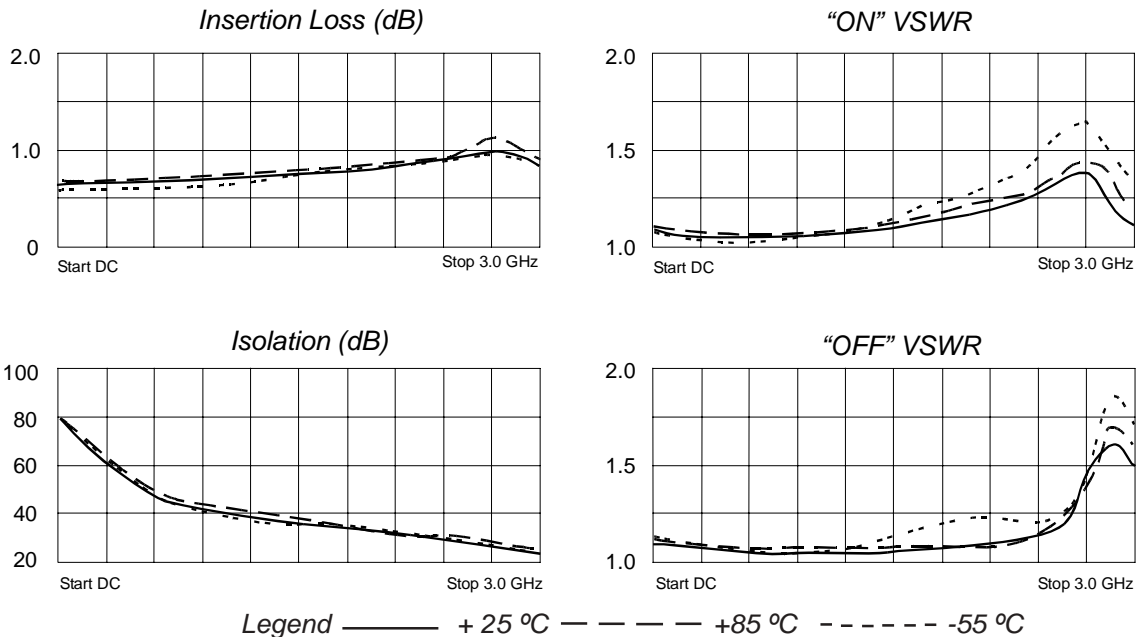 Insertion Loss (dB)
2.0
1.0
0
Start DC
Stop 3.0 GHz
“ON” VSWR
2.0
1.5
1.0
Start DC
Stop 3.0 GHz
Isolation (dB)
100
80
60
40
20
Start DC
Stop 3.0 GHz
“OFF” VSWR
2.0
1.5
1.0
Start DC
Stop 3.0 GHz
Legend + 25 ºC +85 ºC -55 ºC